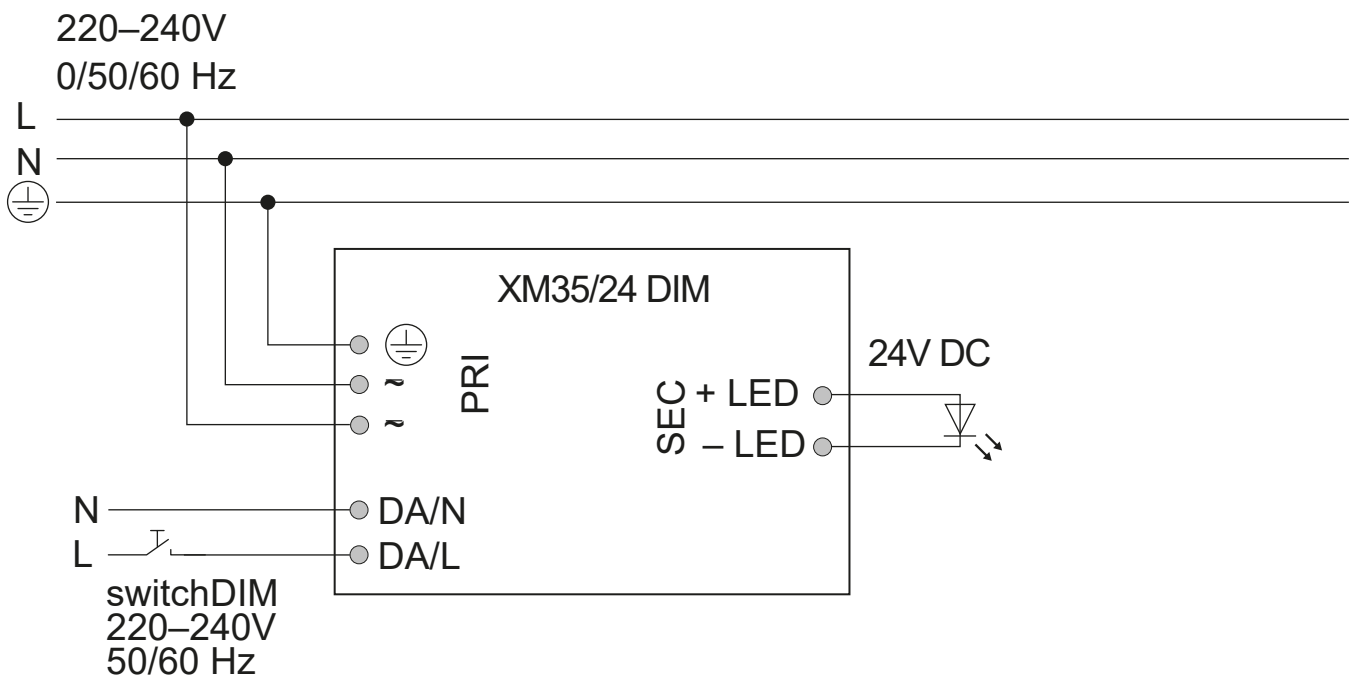 220–240V
0/50/60 Hz
L
N
XM35/24 DIM
~
~
PRI
24V DC
SEC
+ LED
– LED
N
DA/N
L
DA/L
switchDIM
220–240V
50/60 Hz